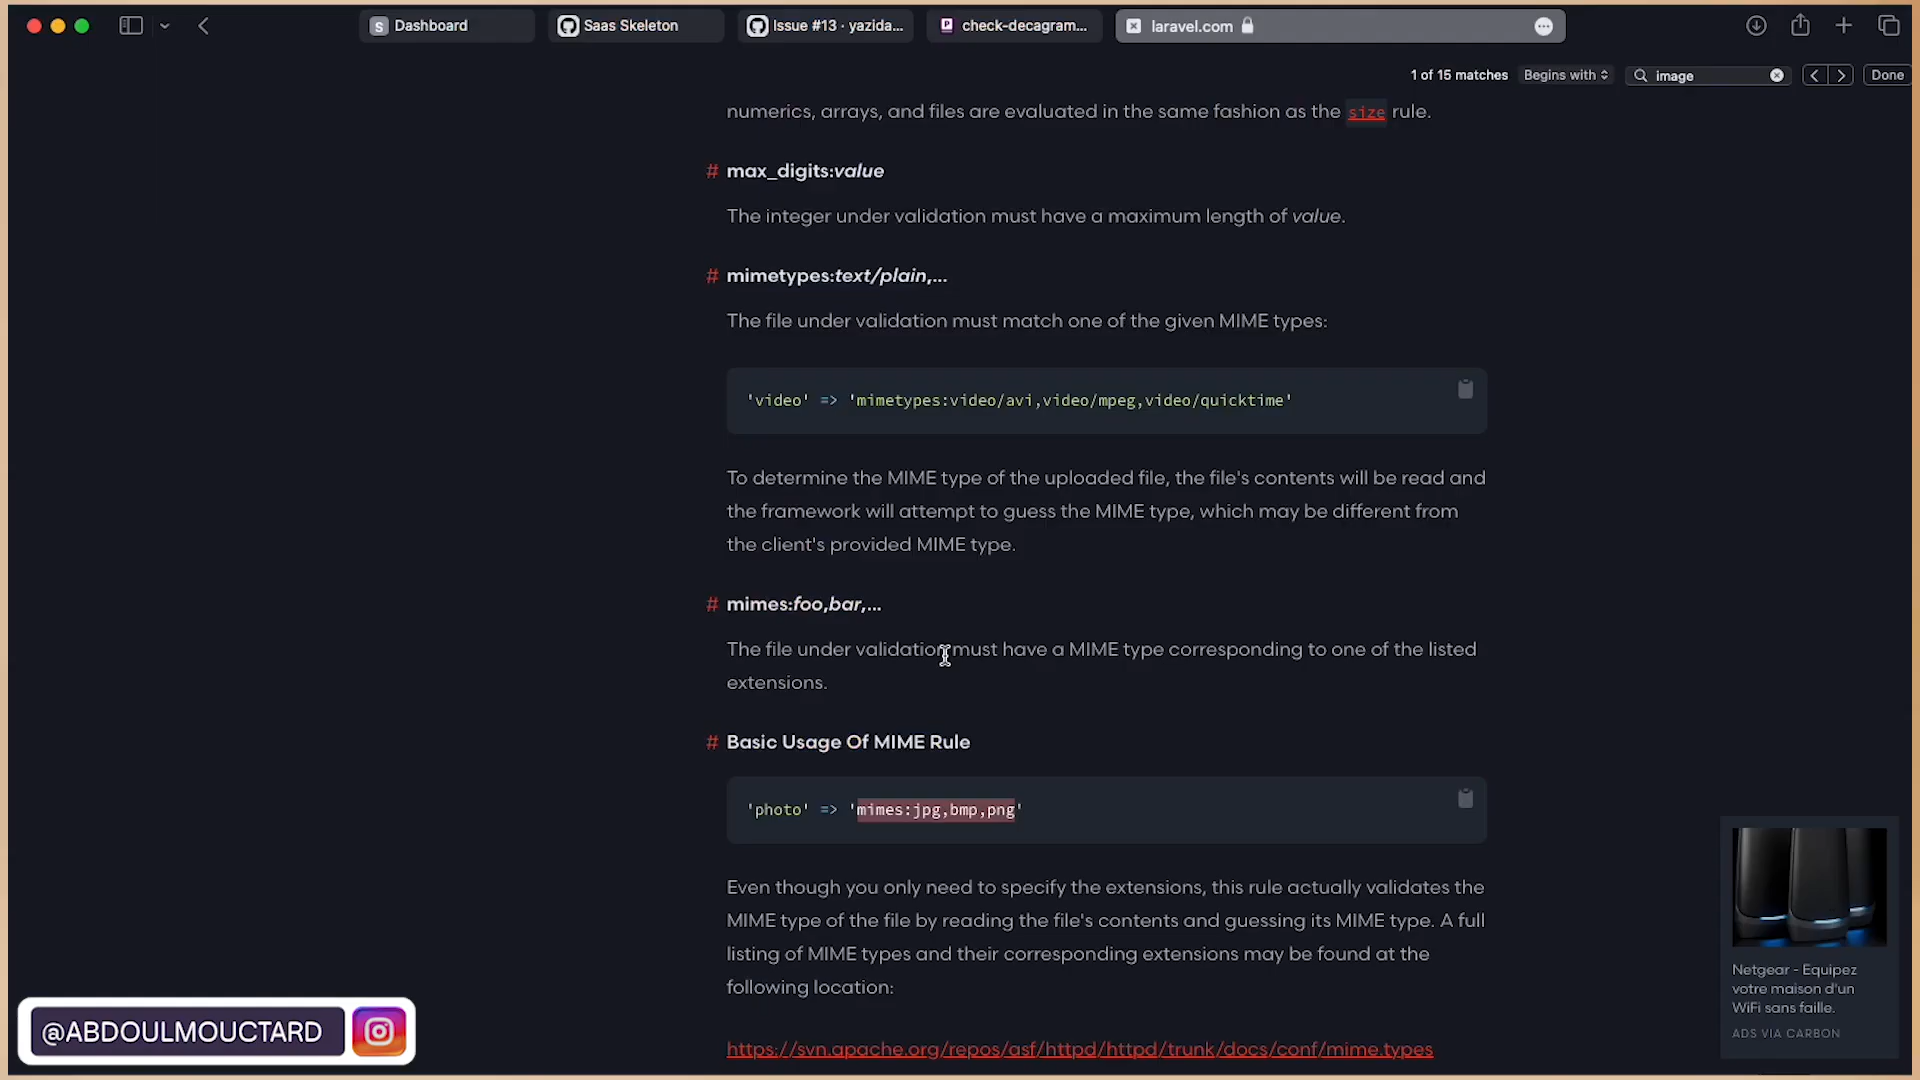 S Dashboard
Saas Skeleton
Issue #13 · yazida...
check-decagram...
laravel.com
1 of 15 matches
Begins with
image
Done
numerics, arrays, and files are evaluated in the same fashion as the size rule.
# max_digits:value
The integer under validation must have a maximum length of value.
# mimetypes:text/plain,...
The file under validation must match one of the given MIME types:
'video' => 'mimetypes:video/avi,video/mpeg,video/quicktime'
To determine the MIME type of the uploaded file, the file's contents will be read and
the framework will attempt to guess the MIME type, which may be different from
the client's provided MIME type.
# mimes:foo,bar,...
The file under validation must have a MIME type corresponding to one of the listed
extensions.
# Basic Usage Of MIME Rule
'photo' => 'mimes:jpg,bmp,png'
Even though you only need to specify the extensions, this rule actually validates the
MIME type of the file by reading the file's contents and guessing its MIME type. A full
listing of MIME types and their corresponding extensions may be found at the
following location:
https://svn.apache.org/repos/asf/httpd/httpd/trunk/docs/conf/mime.types
Netgear - Equipez
votre maison d'un
WiFi sans faille.
ADS VIA CARBON
@ABDOULMOUCTARD